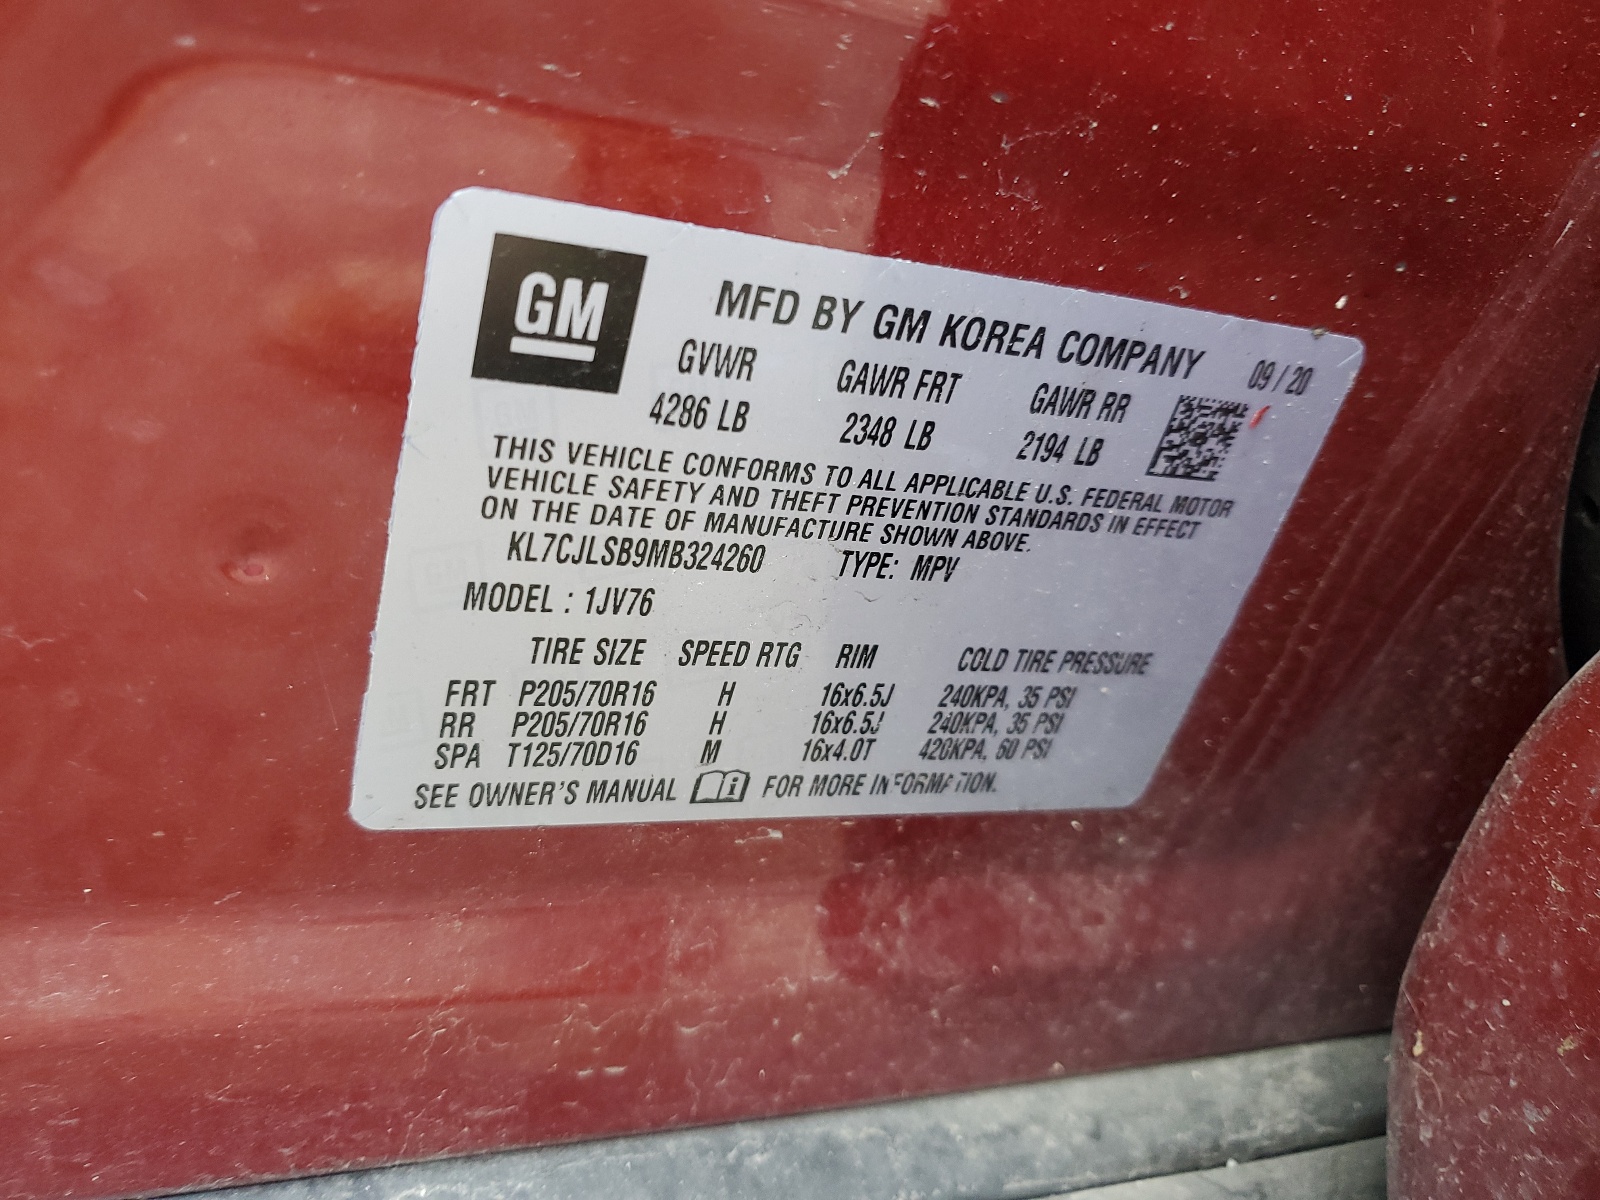 GM
MFD BY GM KOREA COMPANY 09 / 20
GVWR GAWR FRT GAWR RR
4286 LB 2348 LB 2194 LB
THIS VEHICLE CONFORMS TO ALL APPLICABLE U.S. FEDERAL MOTOR
VEHICLE SAFETY AND THEFT PREVENTION STANDARDS IN EFFECT
ON THE DATE OF MANUFACTURE SHOWN ABOVE.
KL7CJLSB9MB324260 TYPE: MPV
MODEL : 1JV76
TIRE SIZE SPEED RTG RIM COLD TIRE PRESSURE
FRT P205/70R16 H 16x6.5J 240KPA, 35 PSI
RR P205/70R16 H 16x6.5J 240KPA, 35 PSI
SPA T125/70D16 M 16x4.0T 420KPA, 60 PSI
SEE OWNER'S MANUAL i FOR MORE INFORMATION.